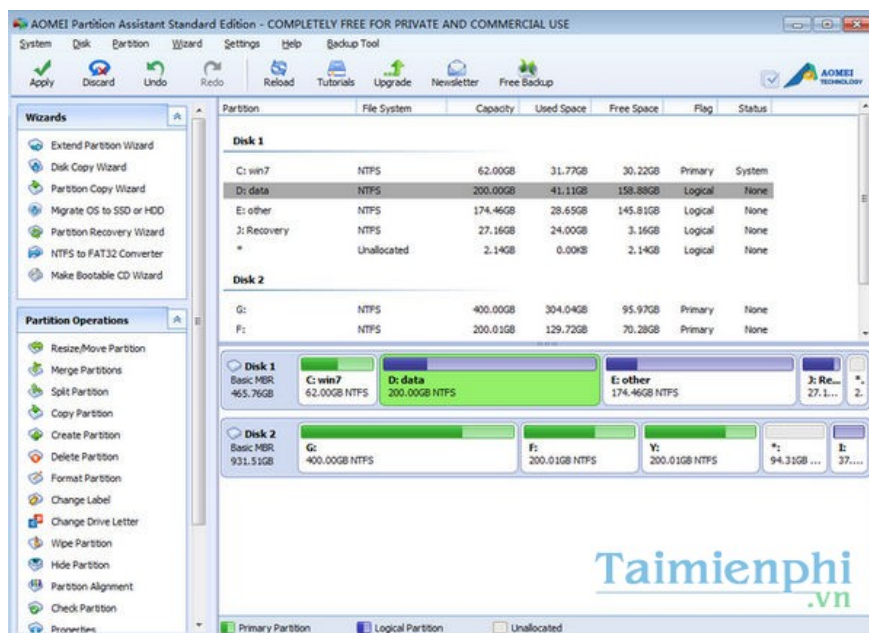 AOMEI Partition Assistant Standard Edition - COMPLETELY FREE FOR PRIVATE AND COMMERCIAL USE
System Disk Partition Wizard Settings Help Backup Tool
Apply Discard Undo Redo Reload Tutorials Upgrade Newsletter Free Backup
AOMEI
TECHNOLOGY
Wizards
Extend Partition Wizard
Disk Copy Wizard
Partition Copy Wizard
Migrate OS to SSD or HDD
Partition Recovery Wizard
NTFS to FAT32 Converter
Make Bootable CD Wizard
Partition Operations
Resize/Move Partition
Merge Partitions
Split Partition
Copy Partition
Create Partition
Delete Partition
Format Partition
Change Label
Change Drive Letter
Wipe Partition
Hide Partition
Partition Alignment
Check Partition
Properties
Partition File System Capacity Used Space Free Space Flag Status
Disk 1
C: win7 NTFS 62.00GB 31.77GB 30.22GB Primary System
D: data NTFS 200.00GB 41.11GB 158.88GB Logical None
E: other NTFS 174.46GB 28.65GB 145.81GB Logical None
J: Recovery NTFS 27.16GB 24.00GB 3.16GB Logical None
* Unallocated 2.14GB 0.00KB 2.14GB Logical None
Disk 2
G: NTFS 400.00GB 304.04GB 95.97GB Primary None
F: NTFS 200.01GB 129.72GB 70.28GB Primary None
Disk 1
Basic MBR
465.76GB
C: win7
62.00GB NTFS
D: data
200.00GB NTFS
E: other
174.46GB NTFS
J: Re...
27.1...
*.
2.
Disk 2
Basic MBR
931.51GB
G:
400.00GB NTFS
F:
200.01GB NTFS
Y:
200.01GB NTFS
*:
94.31GB ...
I:
37....
Taimienphi
.vn
Primary Partition Logical Partition Unallocated